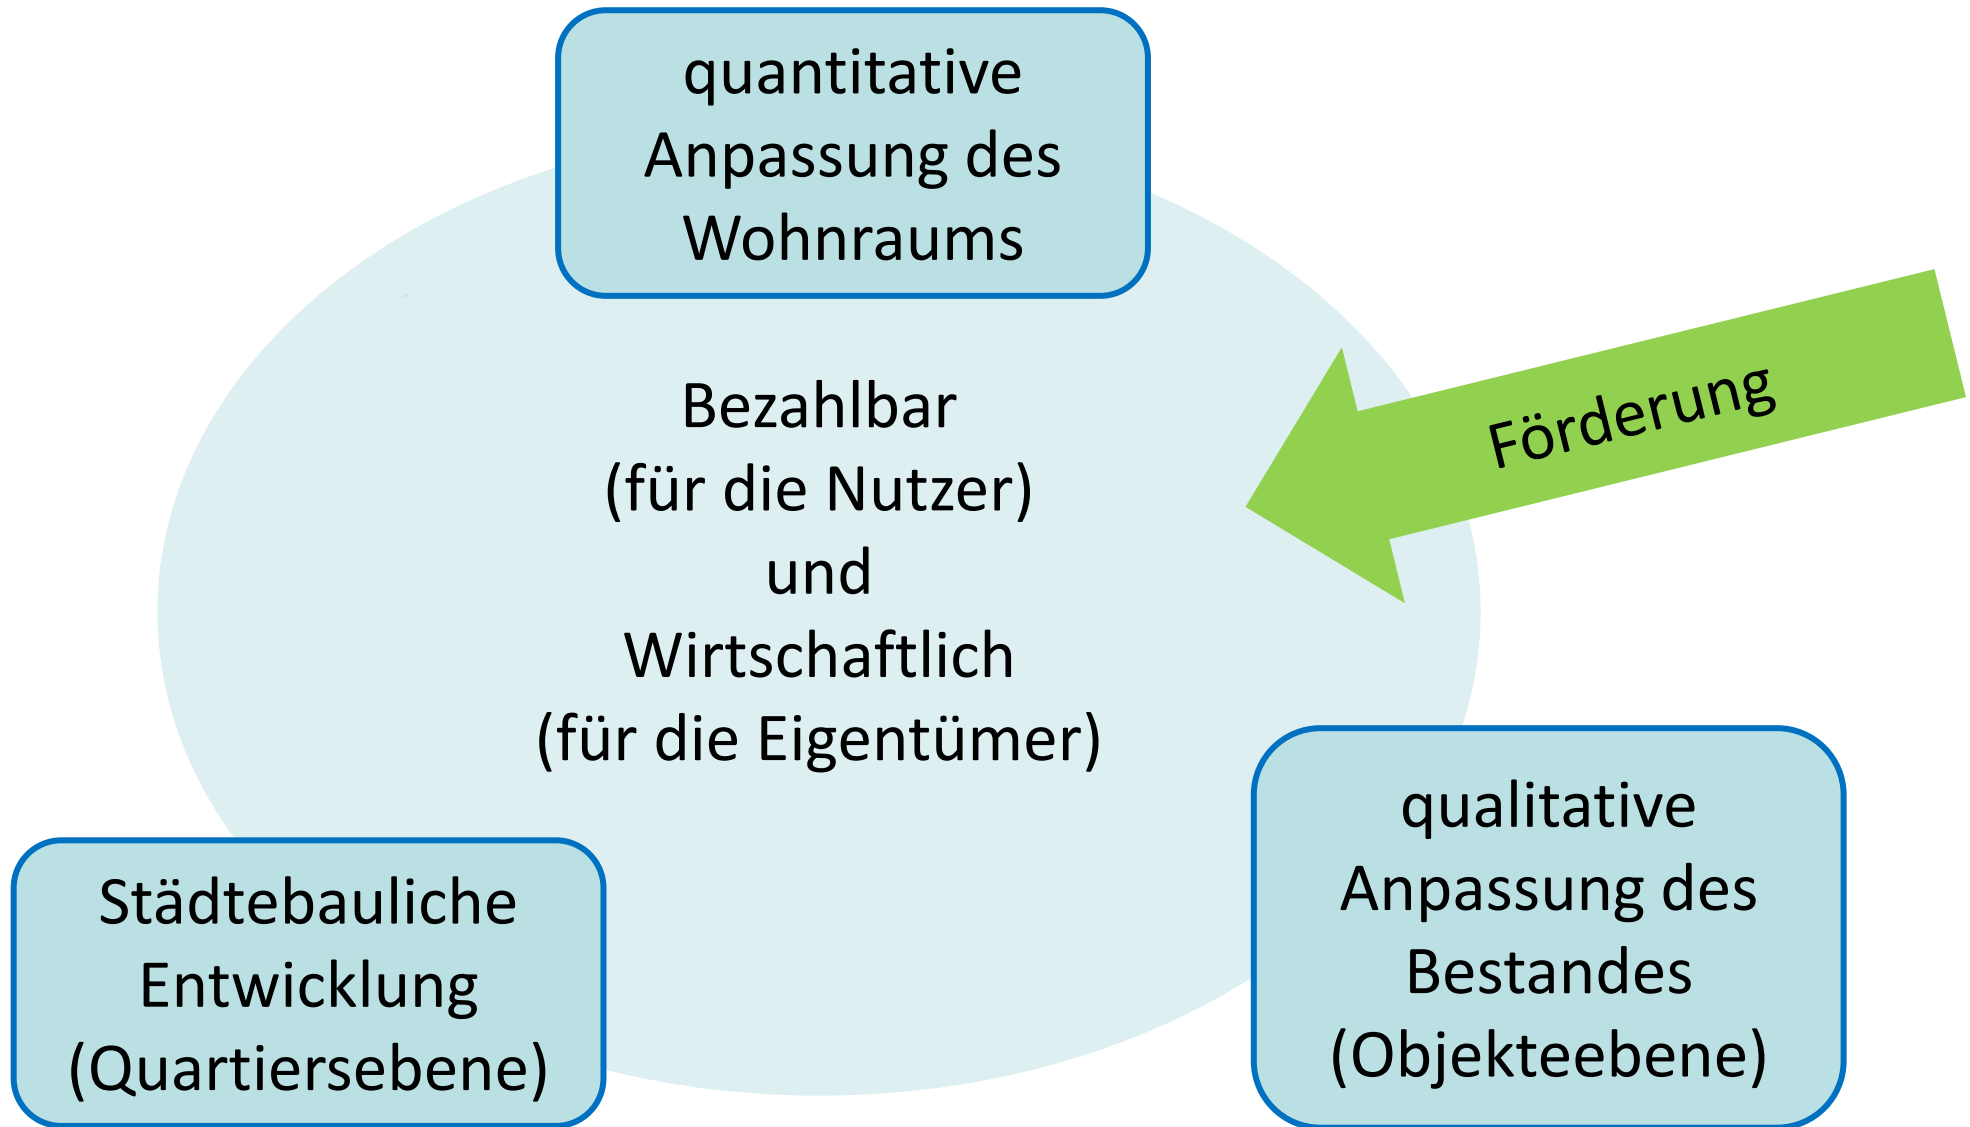 quantitative
Anpassung des
Wohnraums
Bezahlbar
(für die Nutzer)
und
Wirtschaftlich
(für die Eigentümer)
Förderung
Städtebauliche
Entwicklung
(Quartiersebene)
qualitative
Anpassung des
Bestandes
(Objekteebene)